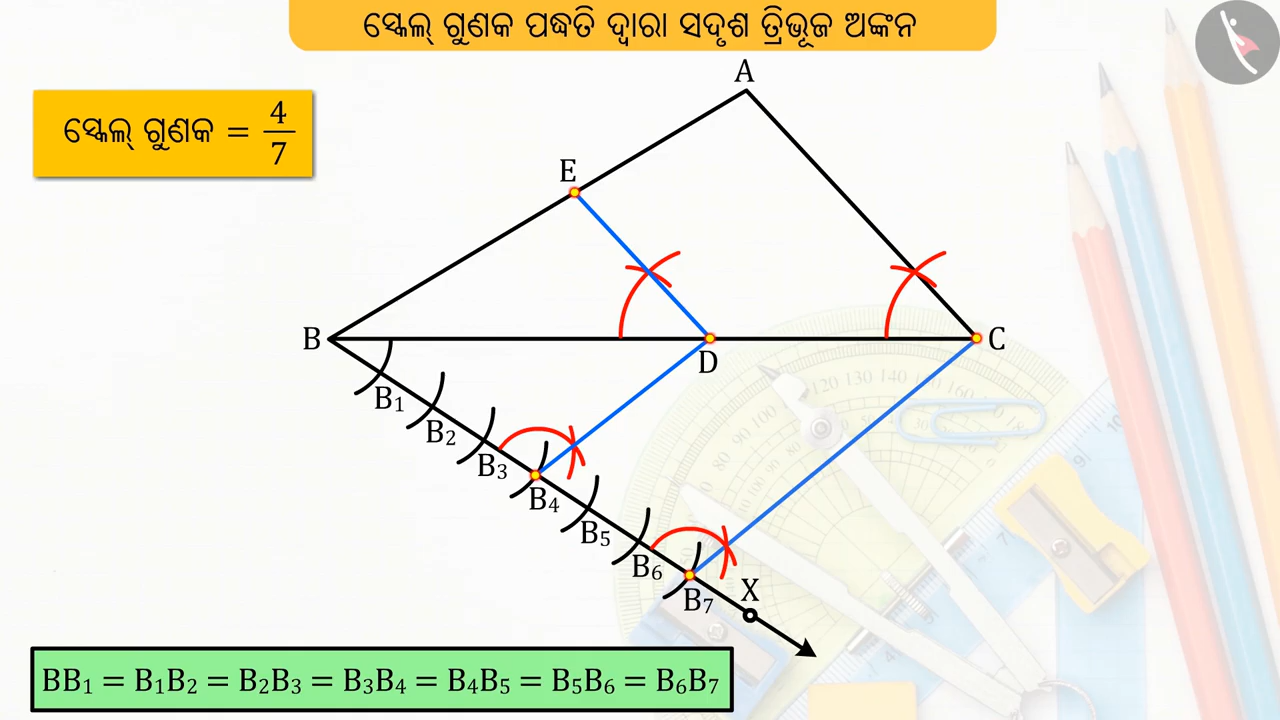 ସ୍କେଲ୍ ଗୁଣକ ପଦ୍ଧତି ଦ୍ୱାରା ସଦୃଶ ତ୍ରିଭୂଜ ଅଙ୍କନ
ସ୍କେଲ୍ ଗୁଣକ = 4/7
A
E
B
D
C
B₁
B₂
B₃
B₄
B₅
B₆
B₇
X
BB₁ = B₁B₂ = B₂B₃ = B₃B₄ = B₄B₅ = B₅B₆ = B₆B₇